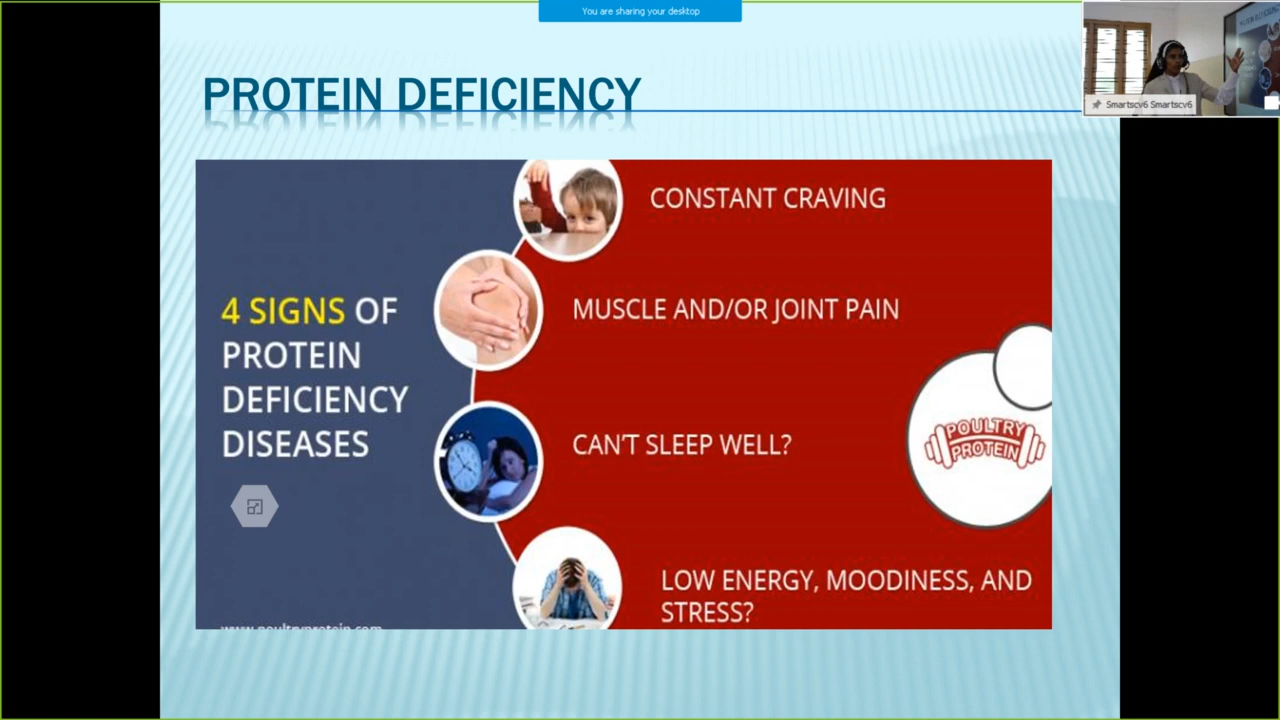 You are sharing your desktop
PROTEIN DEFICIENCY
Smartscv6 Smartscv6
CONSTANT CRAVING
MUSCLE AND/OR JOINT PAIN
4 SIGNS OF
PROTEIN
DEFICIENCY
DISEASES
CAN'T SLEEP WELL?
POULTRY
PROTEIN
LOW ENERGY, MOODINESS, AND
STRESS?
www.poultryprotein.com